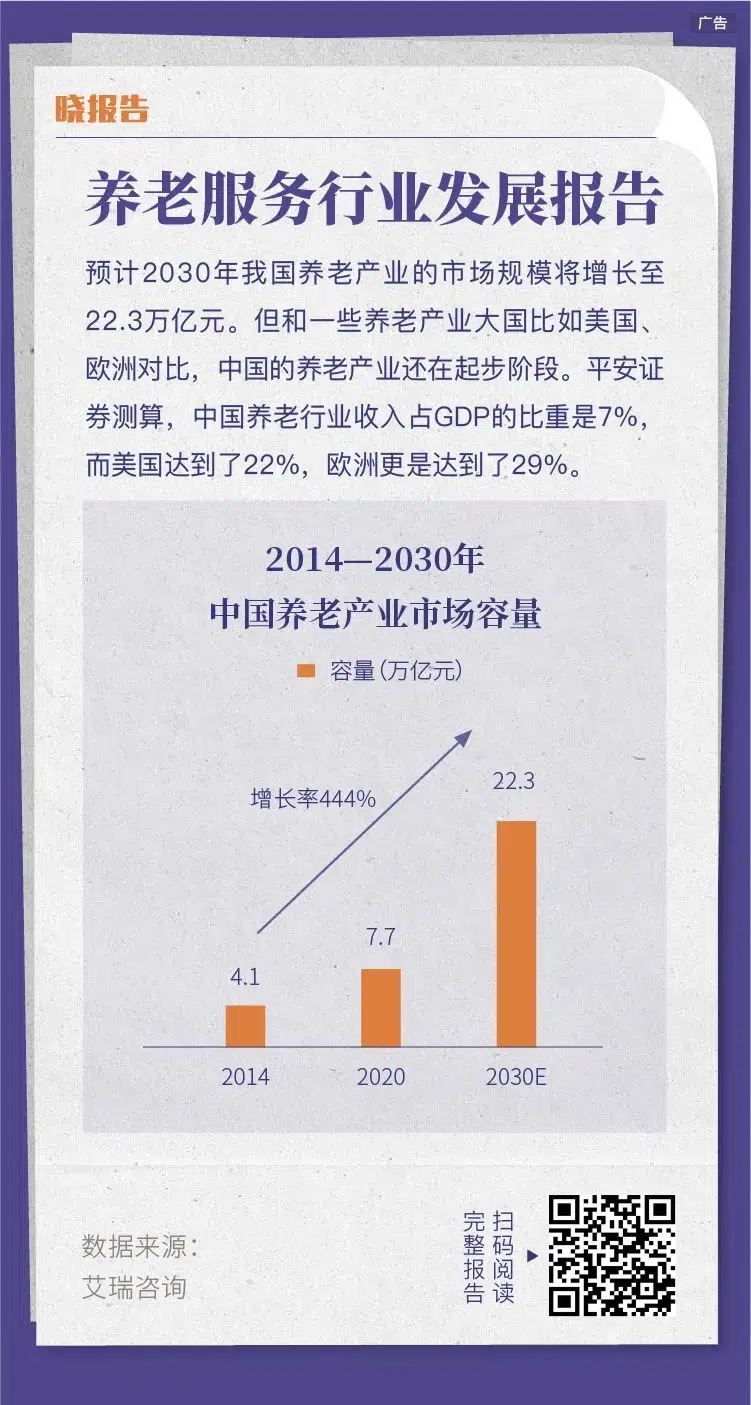 广告
晓报告
养老服务行业发展报告
预计2030年我国养老产业的市场规模将增长至
22.3万亿元。但和一些养老产业大国比如美国、
欧洲对比，中国的养老产业还在起步阶段。平安证
券测算，中国养老行业收入占GDP的比重是7%，
而美国达到了22%，欧洲更是达到了29%。
2014—2030年
中国养老产业市场容量
容量(万亿元)
增长率444%
22.3
7.7
4.1
2014 2020 2030E
数据来源：
艾瑞咨询
扫码阅读
完整报告